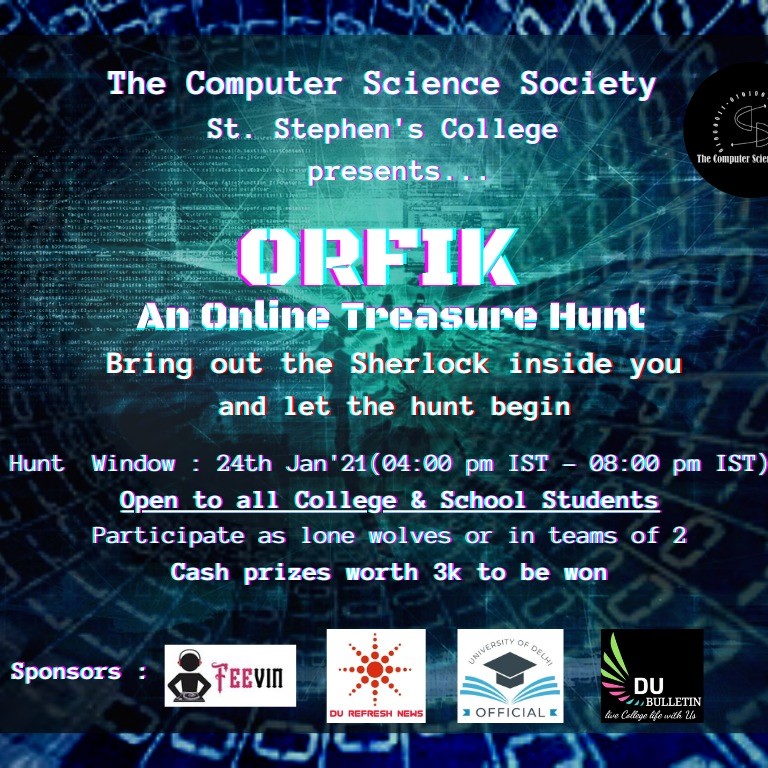 The Computer Science Society
St. Stephen's College
presents...
The Computer Scien
ORFIK
An Online Treasure Hunt
Bring out the Sherlock inside you
and let the hunt begin
Hunt Window : 24th Jan'21(04:00 pm IST – 08:00 pm IST)
Open to all College & School Students
Participate as lone wolves or in teams of 2
Cash prizes worth 3k to be won
Sponsors :
FEEVIN
DU REFRESH NEWS
UNIVERSITY OF DELHI
OFFICIAL
DU
BULLETIN
live College life with Us